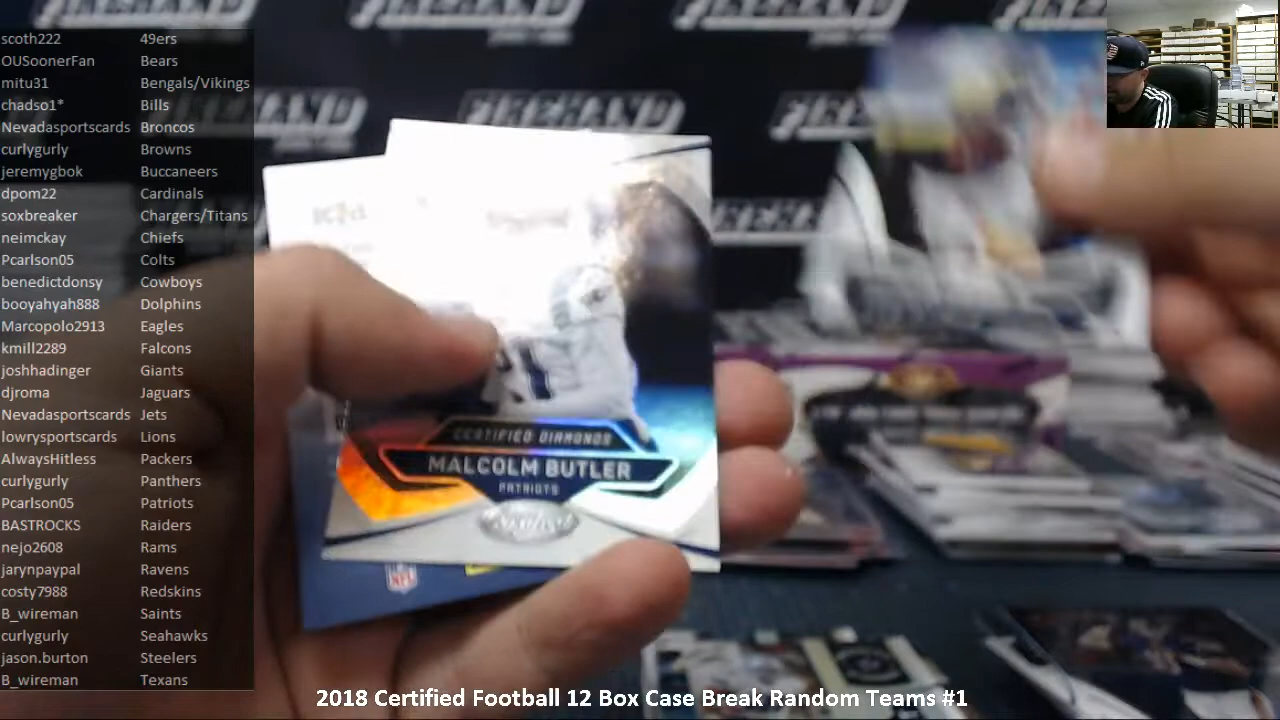 scoth222 49ers
OUSoonerFan Bears
mitu31 Bengals/Vikings
chadso1* Bills
Nevadasportscards Broncos
curlygurly Browns
jeremygbok Buccaneers
dpom22 Cardinals
soxbreaker Chargers/Titans
neimckay Chiefs
Pcarlson05 Colts
benedictdonsy Cowboys
booyahyah888 Dolphins
Marcopolo2913 Eagles
kmill2289 Falcons
joshhadinger Giants
djroma Jaguars
Nevadasportscards Jets
lowrysportscards Lions
AlwaysHitless Packers
curlygurly Panthers
Pcarlson05 Patriots
BASTROCKS Raiders
nejo2608 Rams
jarynpaypal Ravens
costy7988 Redskins
B_wireman Saints
curlygurly Seahawks
jason.burton Steelers
B_wireman Texans
FIREHAND
FIREHAND
CERTIFIED DIAMONDS
MALCOLM BUTLER
PATRIOTS
Certified
NFL
2018 Certified Football 12 Box Case Break Random Teams #1